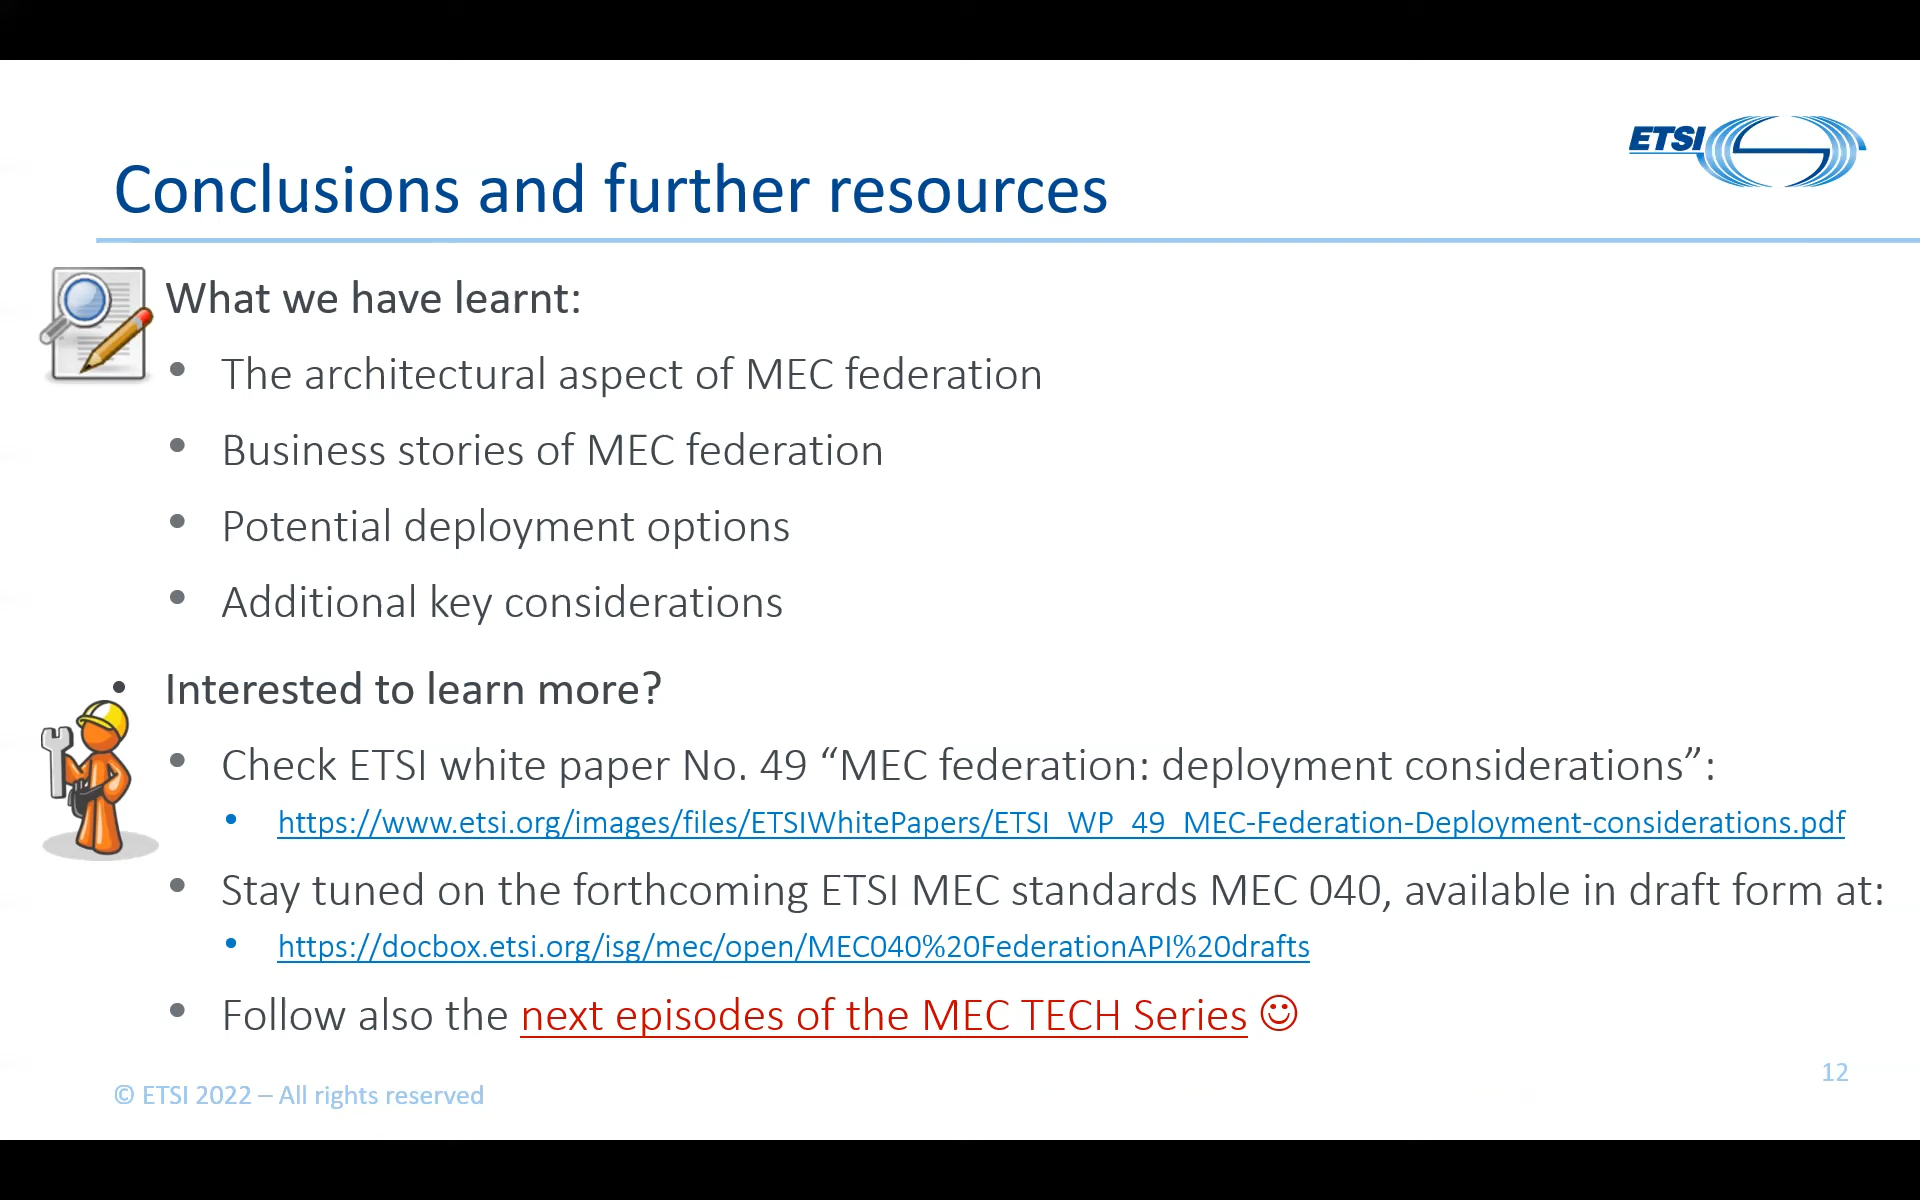 ETSI
Conclusions and further resources
What we have learnt:
• The architectural aspect of MEC federation
• Business stories of MEC federation
• Potential deployment options
• Additional key considerations
• Interested to learn more?
• Check ETSI white paper No. 49 “MEC federation: deployment considerations”:
• https://www.etsi.org/images/files/ETSIWhitePapers/ETSI_WP_49_MEC-Federation-Deployment-considerations.pdf
• Stay tuned on the forthcoming ETSI MEC standards MEC 040, available in draft form at:
• https://docbox.etsi.org/isg/mec/open/MEC040%20FederationAPI%20drafts
• Follow also the next episodes of the MEC TECH Series ☺
12
© ETSI 2022 – All rights reserved